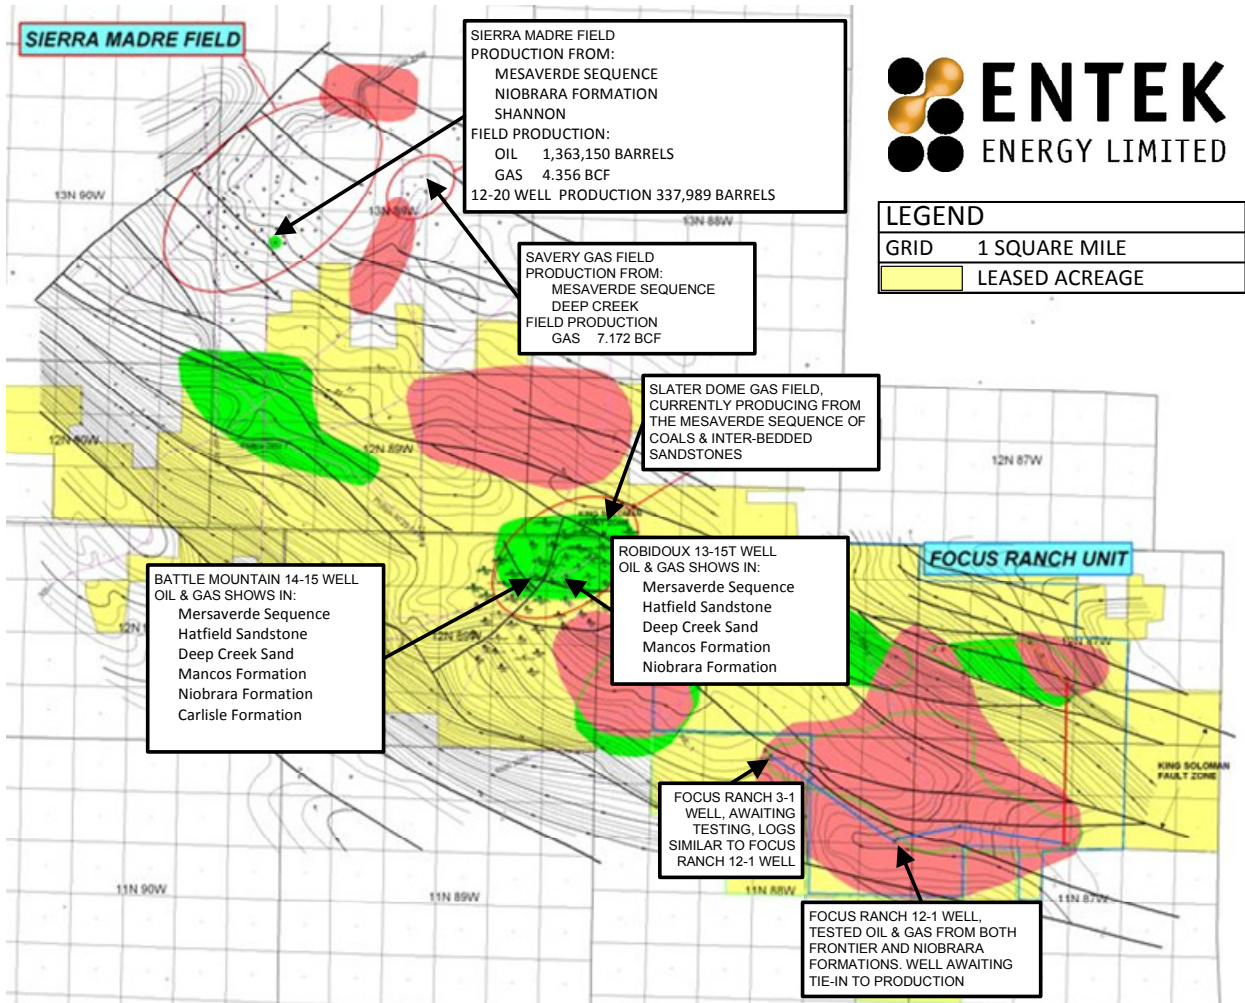 SIERRA MADRE FIELD
SIERRA MADRE FIELD
PRODUCTION FROM:
MESAVERDE SEQUENCE
NIOBRARA FORMATION
SHANNON
FIELD PRODUCTION:
OIL 1,363,150 BARRELS
GAS 4.356 BCF
12-20 WELL PRODUCTION 337,989 BARRELS
ENTEK
ENERGY LIMITED
LEGEND
GRID 1 SQUARE MILE
LEASED ACREAGE
13N 90W
13N 89W
13N 88W
SAVERY GAS FIELD
PRODUCTION FROM:
MESAVERDE SEQUENCE
DEEP CREEK
FIELD PRODUCTION
GAS 7.172 BCF
SLATER DOME GAS FIELD,
CURRENTLY PRODUCING FROM
THE MESAVERDE SEQUENCE OF
COALS & INTER-BEDDED
SANDSTONES
12N 90W
12N 89W
12N 87W
ROBIDOUX 13-15T WELL
OIL & GAS SHOWS IN:
Mersaverde Sequence
Hatfield Sandstone
Deep Creek Sand
Mancos Formation
Niobrara Formation
FOCUS RANCH UNIT
BATTLE MOUNTAIN 14-15 WELL
OIL & GAS SHOWS IN:
Mersaverde Sequence
Hatfield Sandstone
Deep Creek Sand
Mancos Formation
Niobrara Formation
Carlisle Formation
12N 89W
KING SOLOMAN
FAULT ZONE
FOCUS RANCH 3-1
WELL, AWAITING
TESTING, LOGS
SIMILAR TO FOCUS
RANCH 12-1 WELL
11N 90W
11N 89W
11N 88W
11N 87W
FOCUS RANCH 12-1 WELL,
TESTED OIL & GAS FROM BOTH
FRONTIER AND NIOBRARA
FORMATIONS. WELL AWAITING
TIE-IN TO PRODUCTION